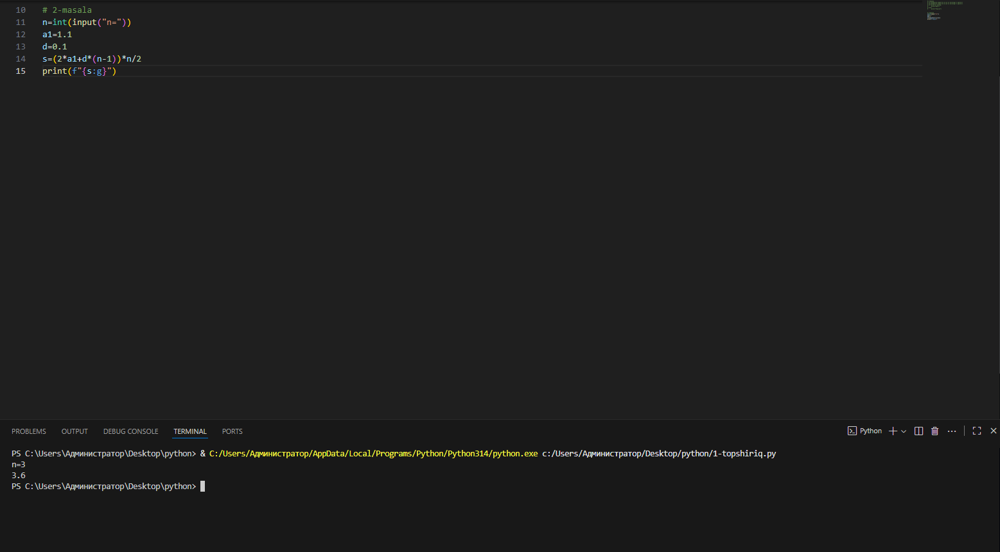 10 # 2-masala
11 n=int(input("n="))
12 a1=1.1
13 d=0.1
14 s=(2*a1+d*(n-1))*n/2
15 print(f"{s:g}")
PROBLEMS OUTPUT DEBUG CONSOLE TERMINAL PORTS Python
PS C:\Users\Администратор\Desktop\python> & C:/Users/Администратор/AppData/Local/Programs/Python/Python314/python.exe c:/Users/Администратор/Desktop/python/1-topshiriq.py
n=3
3.6
PS C:\Users\Администратор\Desktop\python>